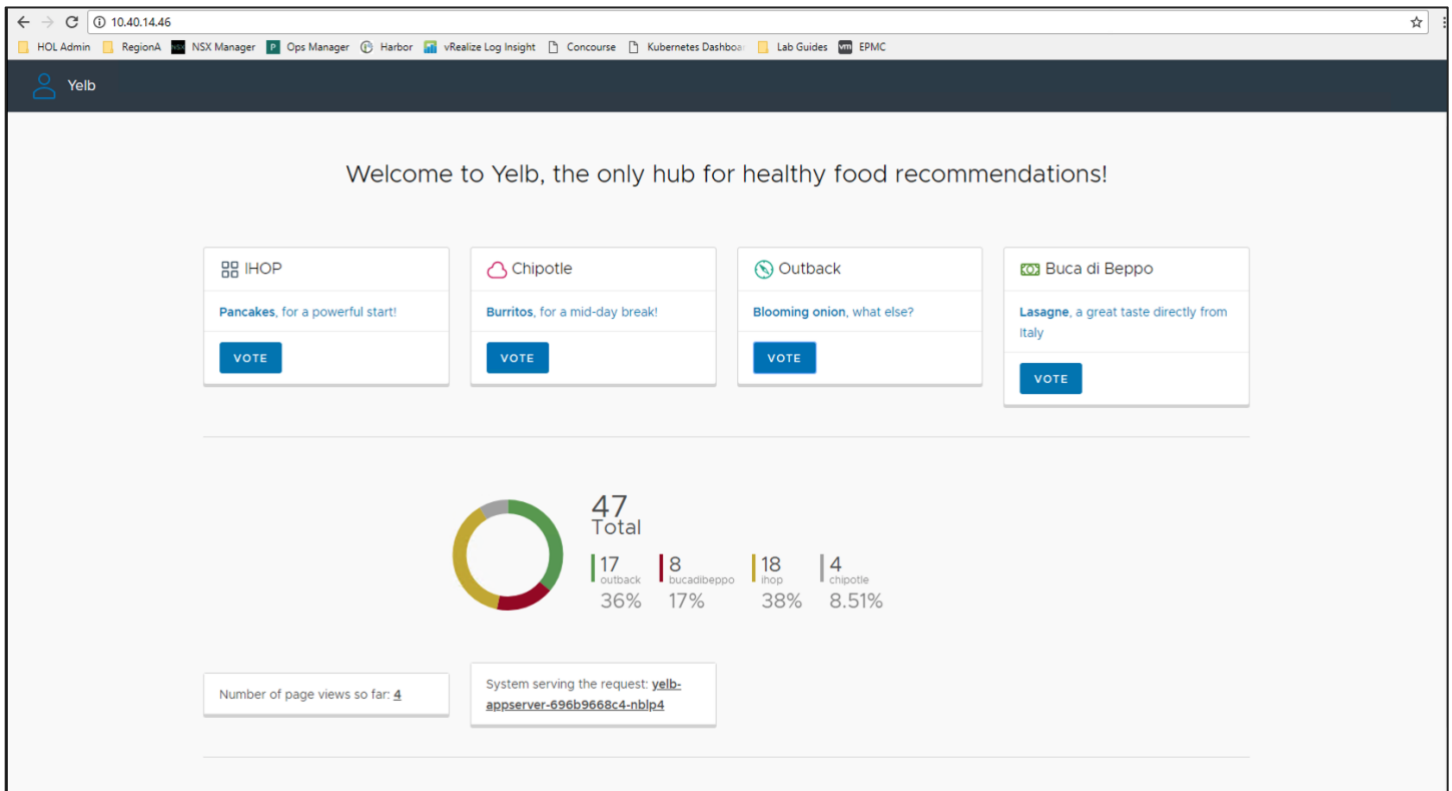 10.40.14.46
HOL Admin RegionA NSX Manager Ops Manager Harbor vRealize Log Insight Concourse Kubernetes Dashboa Lab Guides vm EPMC
Yelb
Welcome to Yelb, the only hub for healthy food recommendations!
IHOP
Pancakes, for a powerful start!
VOTE
Chipotle
Burritos, for a mid-day break!
VOTE
Outback
Blooming onion, what else?
VOTE
Buca di Beppo
Lasagne, a great taste directly from
Italy
VOTE
47
Total
17 8 18 4
outback bucadibeppo ihop chipotle
36% 17% 38% 8.51%
Number of page views so far: 4
System serving the request: yelb-
appserver-696b9668c4-nblp4